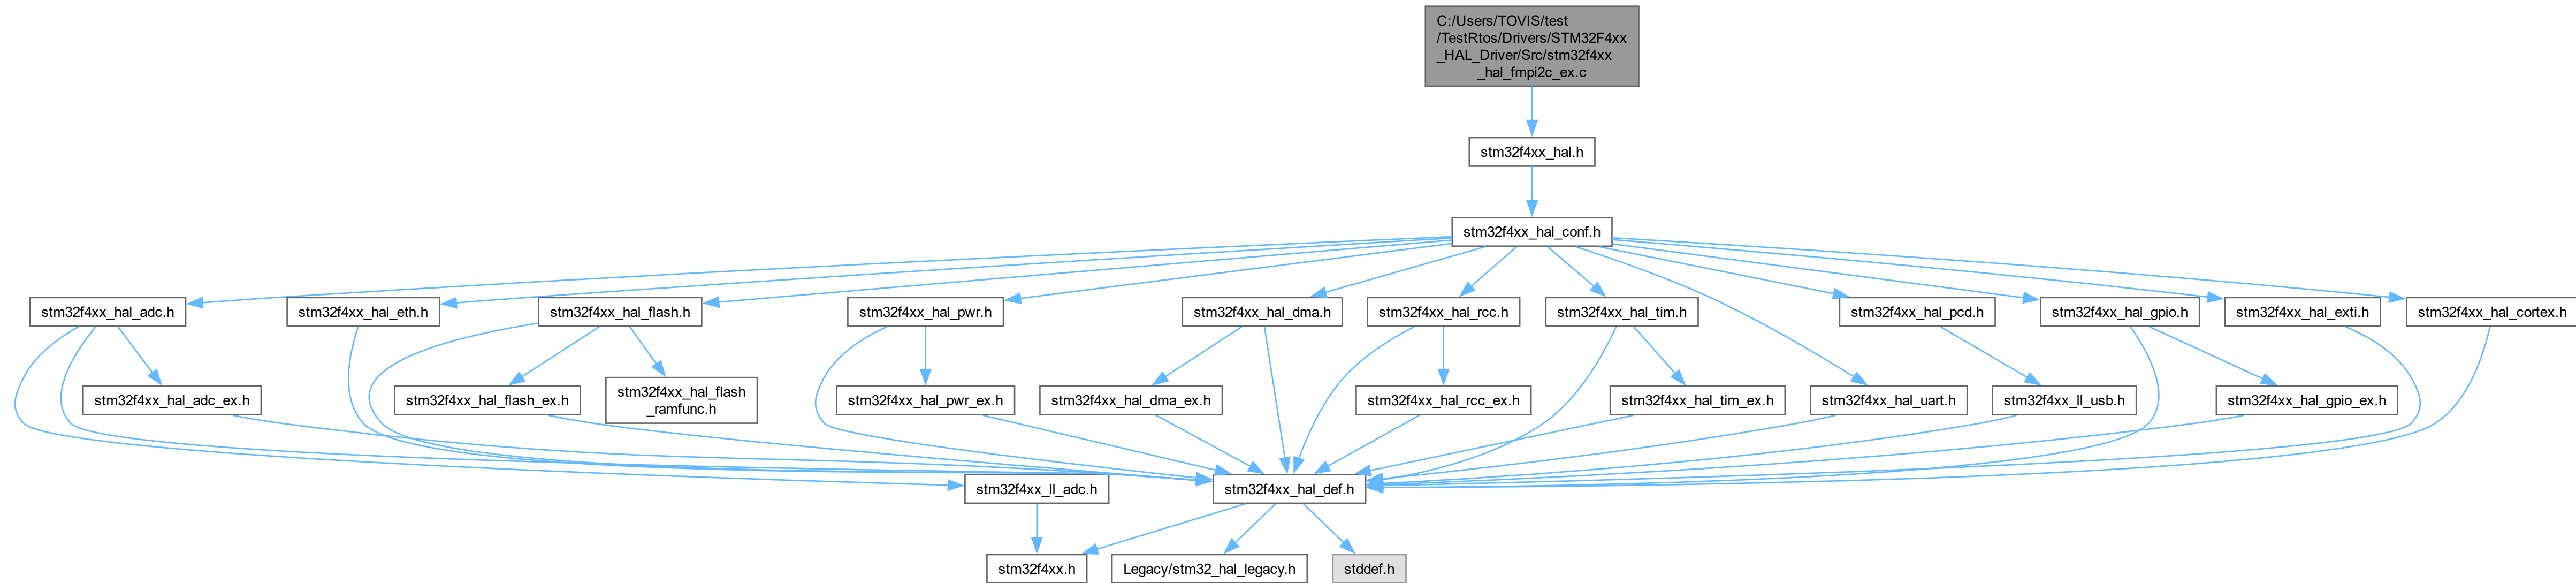 C:/Users/TOVIS/test
/TestRtos/Drivers/STM32F4xx
_HAL_Driver/Src/stm32f4xx
_hal_fmpi2c_ex.c
stm32f4xx_hal.h
stm32f4xx_hal_conf.h
stm32f4xx_hal_adc.h
stm32f4xx_hal_eth.h
stm32f4xx_hal_flash.h
stm32f4xx_hal_pwr.h
stm32f4xx_hal_dma.h
stm32f4xx_hal_rcc.h
stm32f4xx_hal_tim.h
stm32f4xx_hal_pcd.h
stm32f4xx_hal_gpio.h
stm32f4xx_hal_exti.h
stm32f4xx_hal_cortex.h
stm32f4xx_hal_adc_ex.h
stm32f4xx_hal_flash_ex.h
stm32f4xx_hal_flash
_ramfunc.h
stm32f4xx_hal_pwr_ex.h
stm32f4xx_hal_dma_ex.h
stm32f4xx_hal_rcc_ex.h
stm32f4xx_hal_tim_ex.h
stm32f4xx_hal_uart.h
stm32f4xx_ll_usb.h
stm32f4xx_hal_gpio_ex.h
stm32f4xx_ll_adc.h
stm32f4xx_hal_def.h
stm32f4xx.h
Legacy/stm32_hal_legacy.h
stddef.h